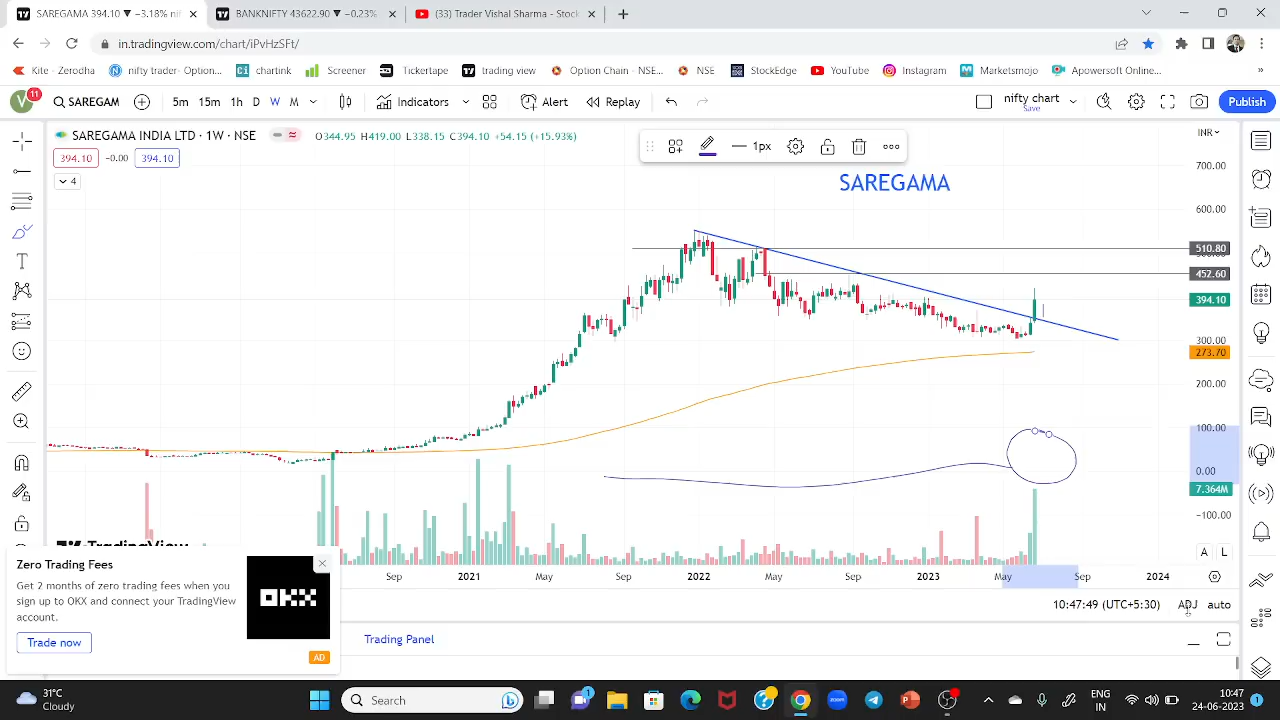 SAREGAMA 394.10 ▼ −3.18% nif
BANKNIFTY 43622.90 ▼ −0.23%
(33) Trader Vishal Sharma - Stock
in.tradingview.com/chart/iPvHzSFt/
Kite - Zerodha
nifty trader- Option...
chartink
Screener
Tickertape
trading view
Option Chain - NSE...
NSE
StockEdge
YouTube
Instagram
Marketsmojo
Apowersoft Online...
V
11
SAREGAM
5m 15m 1h D W M
Indicators
Alert
Replay
nifty chart
Save
Publish
SAREGAMA INDIA LTD · 1W · NSE
O344.95 H419.00 L338.15 C394.10 +54.15 (+15.93%)
394.10 −0.00 394.10
4
1px
INR
SAREGAMA
700.00
600.00
510.80
452.60
394.10
300.00
273.70
200.00
100.00
0.00
7.364M
−100.00
A L
Sep 2021 May Sep 2022 May Sep 2023 May Sep 2024
10:47:49 (UTC+5:30) ADJ auto
Zero Trading Fees
Get 2 months of zero trading fees when you
sign up to OKX and connect your TradingView
account.
Trade now
OKX
AD
Trading Panel
31°C
Cloudy
Search
1
zoom
ENG
IN
10:47
24-06-2023
1